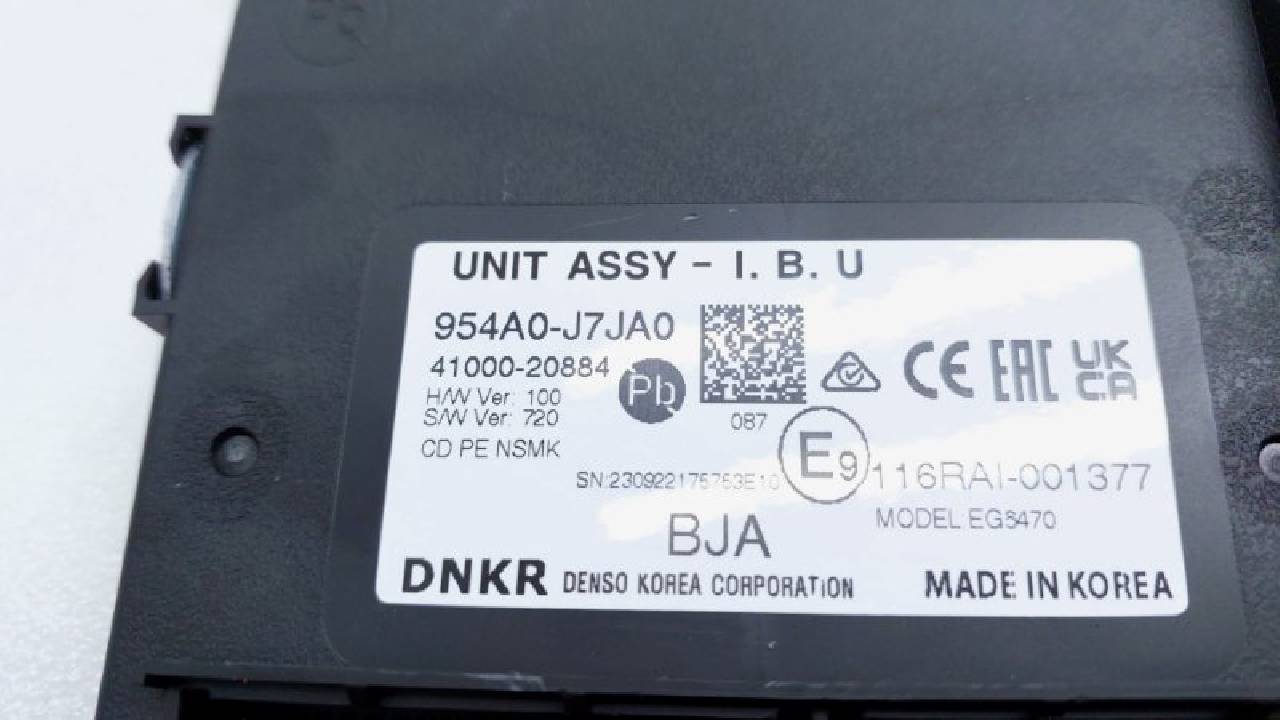 UNIT ASSY - I. B. U
954A0-J7JA0
41000-20884
Pb
H/W Ver: 100
S/W Ver: 720
087
CE EAC UK CA
CD PE NSMK
E9 116RAI-001377
BJA
DNKR DENSO KOREA CORPORATION
MADE IN KOREA
MODEL